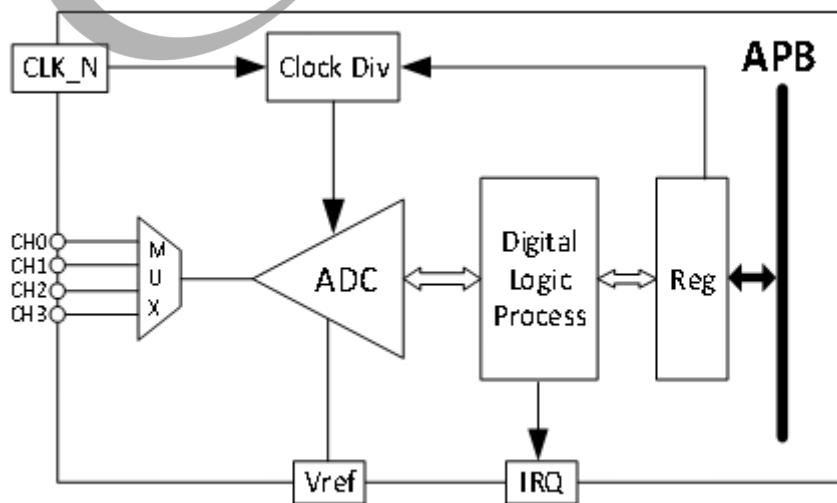 CLK_N
Clock Div
APB
CH0
CH1
CH2
CH3
M
U
X
ADC
Digital
Logic
Process
Reg
Vref
IRQ